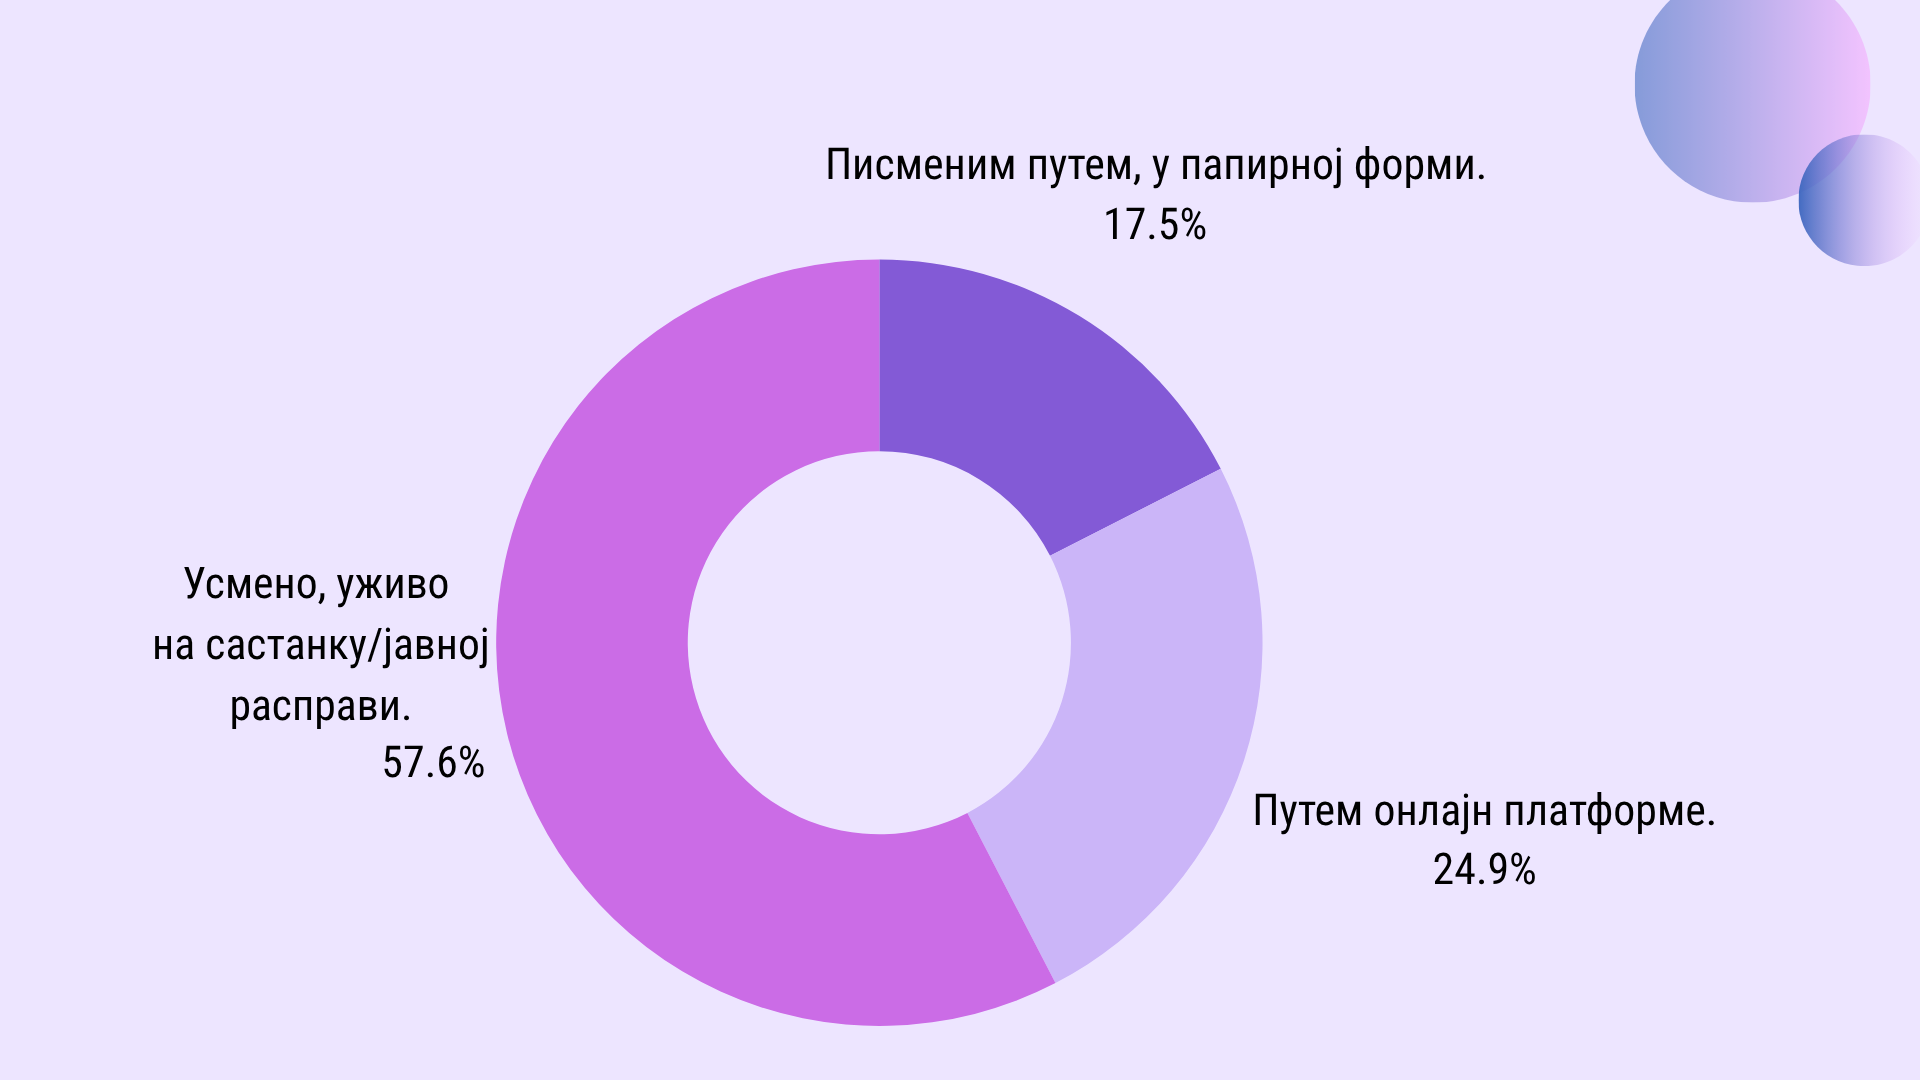 Писменим путем, у папирној форми.
17.5%
Усмено, уживо
на састанку/јавној
расправи.
57.6%
Путем онлајн платформе.
24.9%